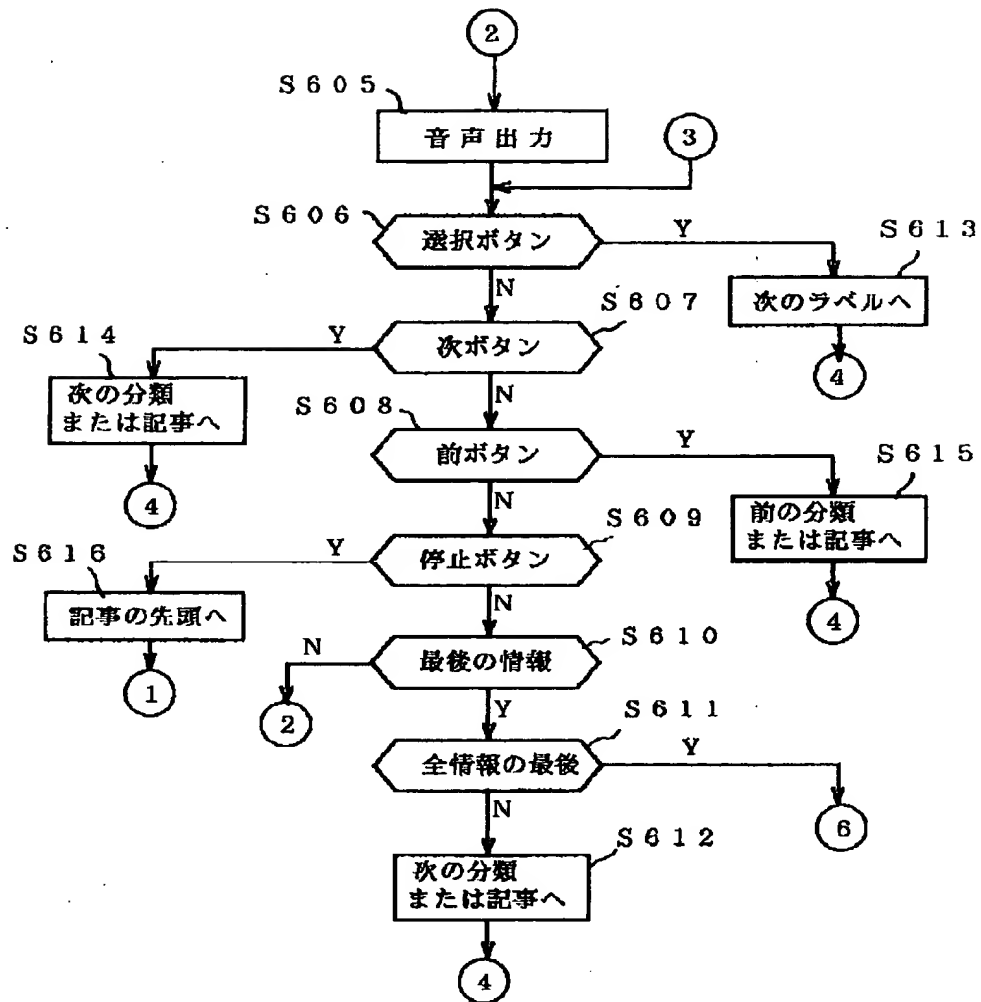 ②
S605
音声出力
③
S606
選択ボタン
Y
S613
N
次のラベルへ
S607
④
S614
Y
次ボタン
次の分類
または記事へ
N
S608
④
前ボタン
Y
S615
N
前の分類
または記事へ
S609
S616
Y
停止ボタン
④
記事の先頭へ
N
S610
①
N
最後の情報
②
Y
S611
全情報の最後
Y
N
⑥
S612
次の分類
または記事へ
④